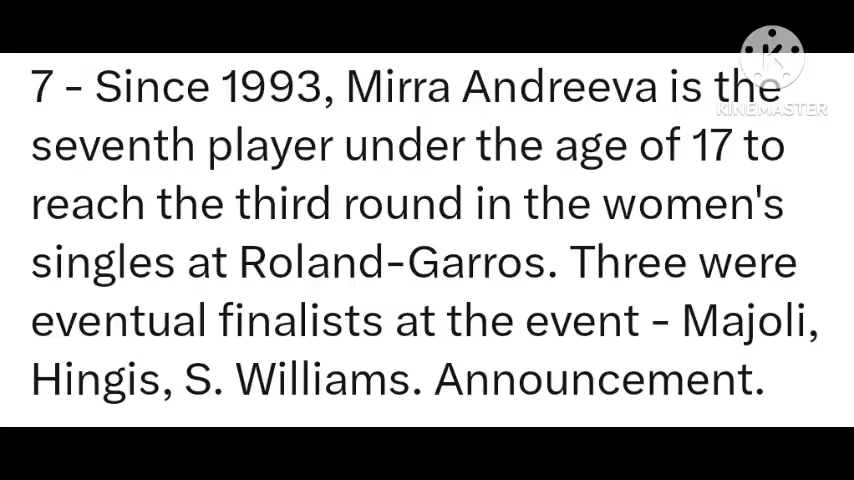 7 - Since 1993, Mirra Andreeva is the
seventh player under the age of 17 to
reach the third round in the women's
singles at Roland-Garros. Three were
eventual finalists at the event - Majoli,
Hingis, S. Williams. Announcement.
K
KINEMASTER